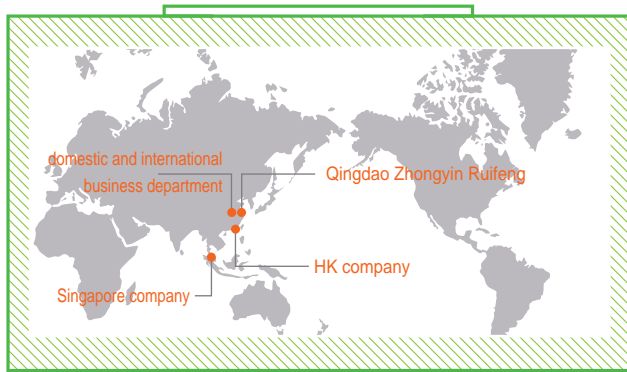 domestic and international
business department
Qingdao Zhongyin Ruifeng
HK company
Singapore company